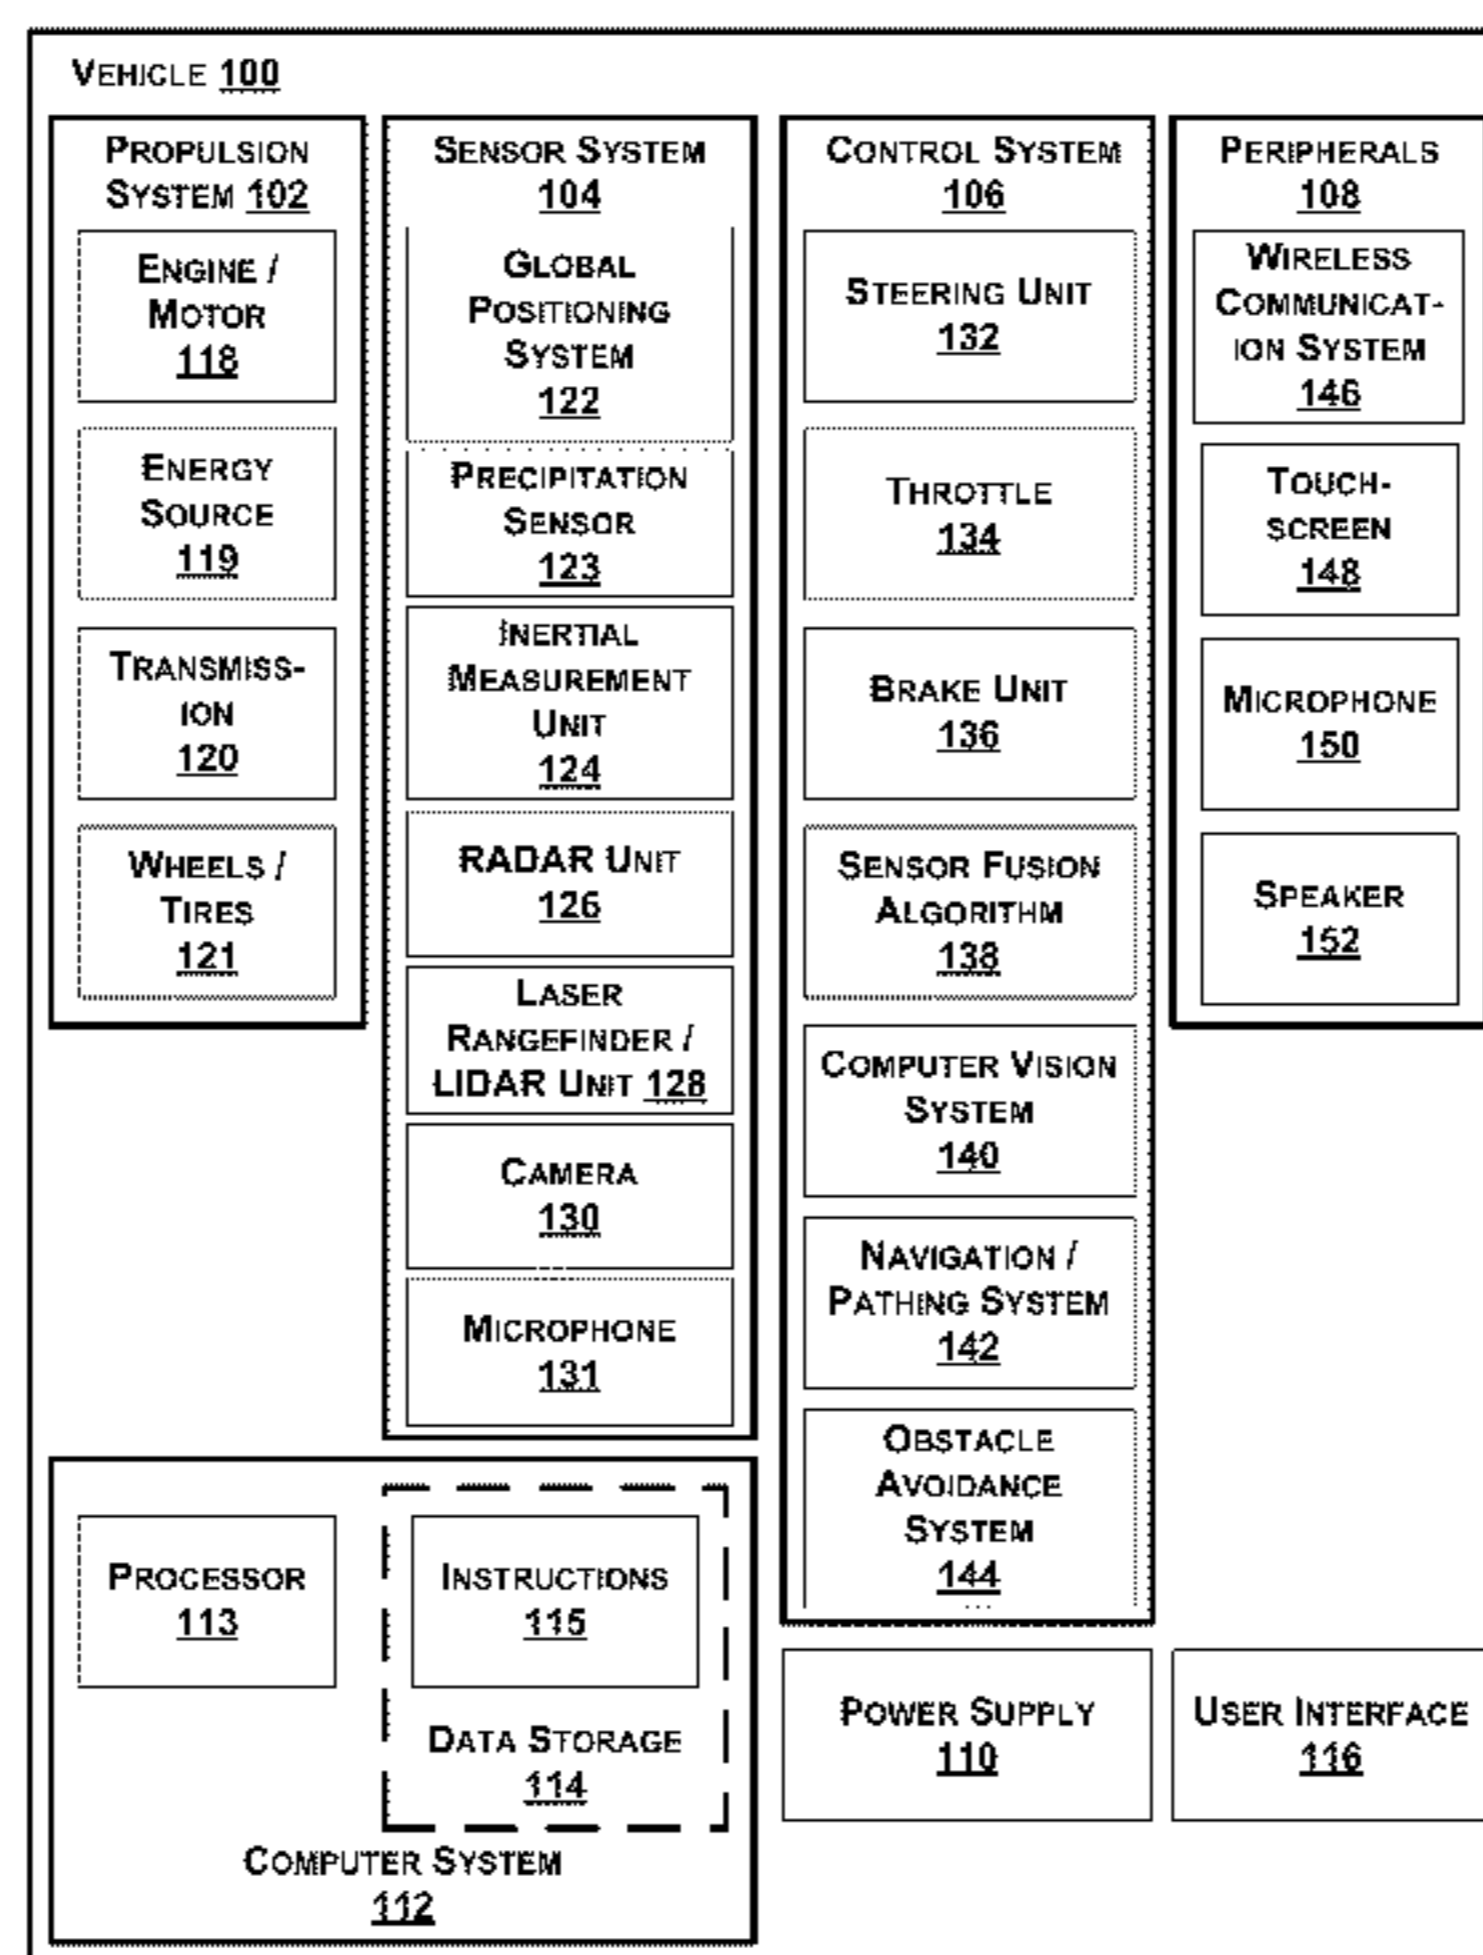 VEHICLE 100
PROPULSION
SYSTEM 102
ENGINE /
MOTOR
118
ENERGY
SOURCE
119
TRANSMISS-
ION
120
WHEELS /
TIRES
121
SENSOR SYSTEM
104
GLOBAL
POSITIONING
SYSTEM
122
PRECIPITATION
SENSOR
123
INERTIAL
MEASUREMENT
UNIT
124
RADAR UNIT
126
LASER
RANGEFINDER /
LIDAR UNIT 128
CAMERA
130
MICROPHONE
131
CONTROL SYSTEM
106
STEERING UNIT
132
THROTTLE
134
BRAKE UNIT
136
SENSOR FUSION
ALGORITHM
138
COMPUTER VISION
SYSTEM
140
NAVIGATION /
PATHING SYSTEM
142
OBSTACLE
AVOIDANCE
SYSTEM
144
PERIPHERALS
108
WIRELESS
COMMUNICAT-
ION SYSTEM
146
TOUCH-
SCREEN
148
MICROPHONE
150
SPEAKER
152
PROCESSOR
113
INSTRUCTIONS
115
DATA STORAGE
114
COMPUTER SYSTEM
112
POWER SUPPLY
110
USER INTERFACE
116